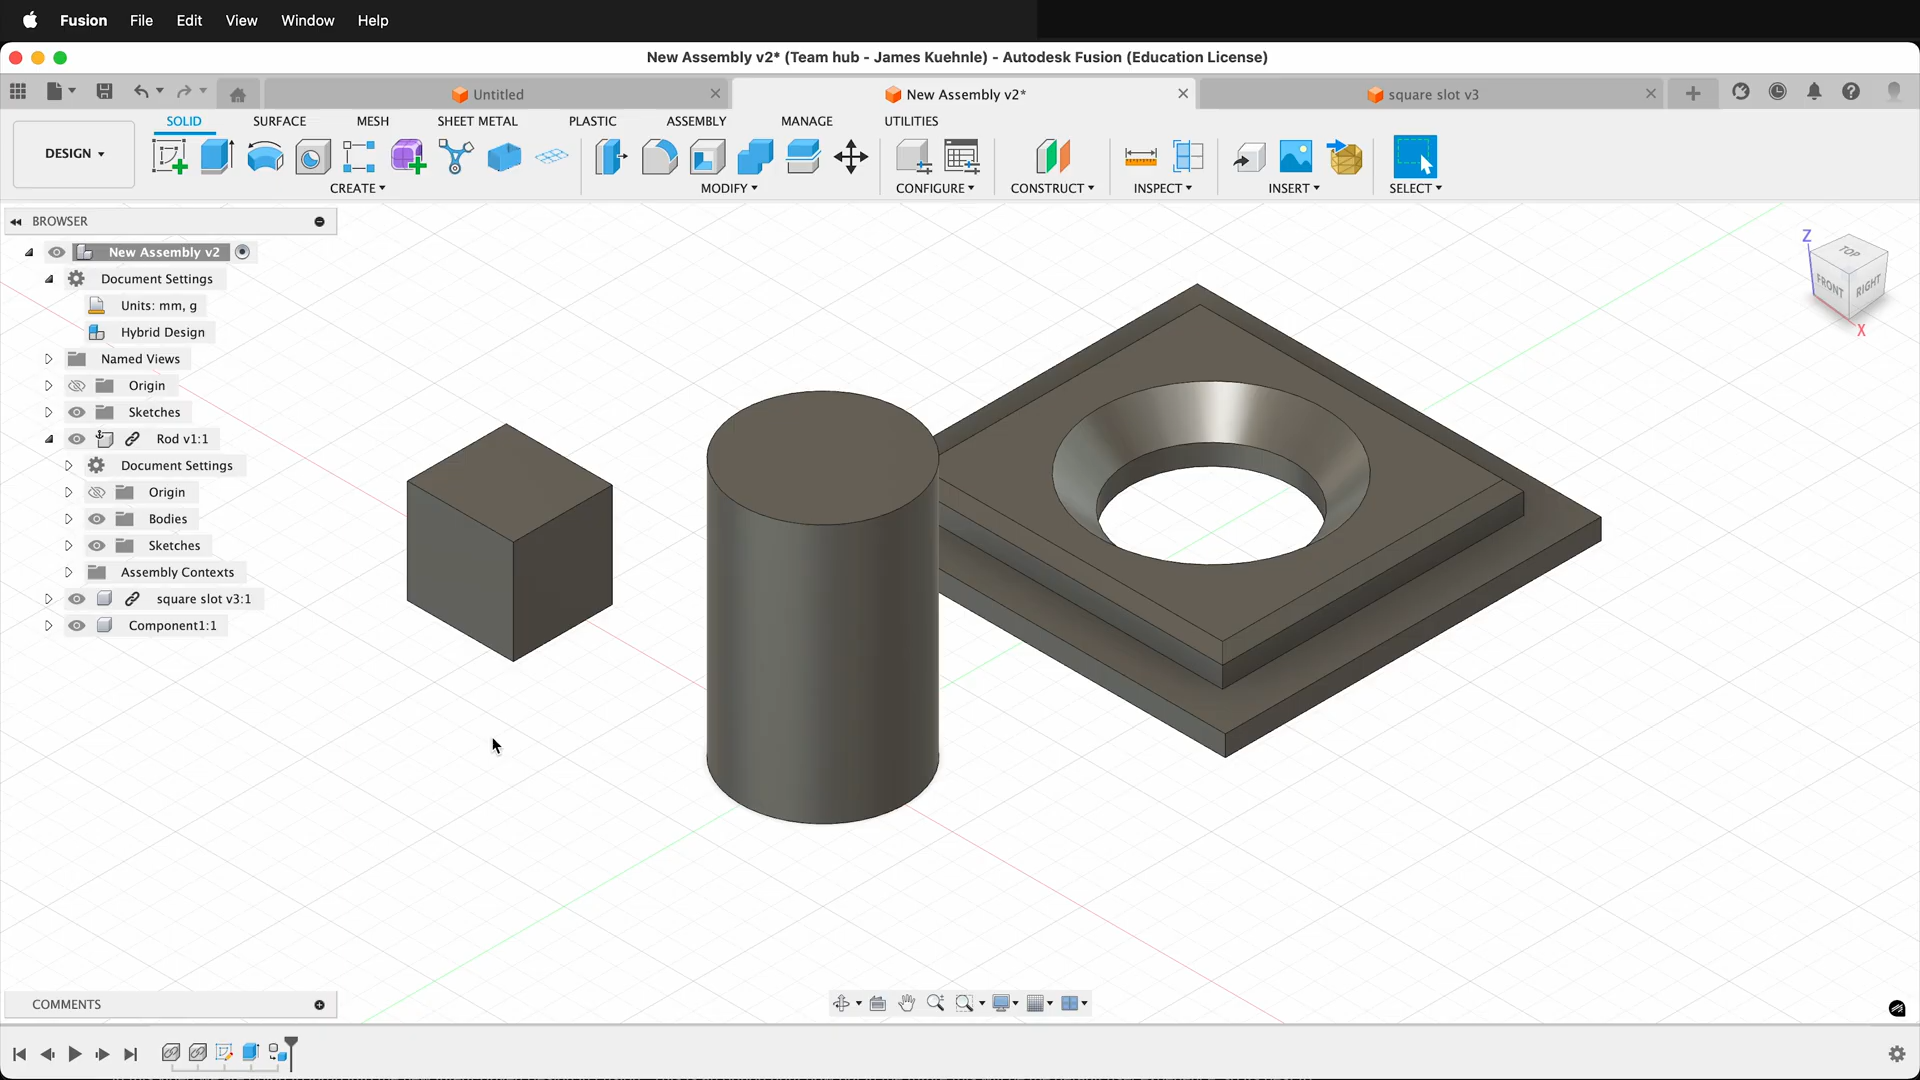 Fusion File Edit View Window Help
New Assembly v2* (Team hub - James Kuehnle) - Autodesk Fusion (Education License)
Untitled New Assembly v2* square slot v3
SOLID SURFACE MESH SHEET METAL PLASTIC ASSEMBLY MANAGE UTILITIES
DESIGN
CREATE MODIFY CONFIGURE CONSTRUCT INSPECT INSERT SELECT
BROWSER
New Assembly v2
Document Settings
Units: mm, g
Hybrid Design
Named Views
Origin
Sketches
Rod v1:1
Document Settings
Origin
Bodies
Sketches
Assembly Contexts
square slot v3:1
Component1:1
Z
TOP
FRONT RIGHT
X
COMMENTS